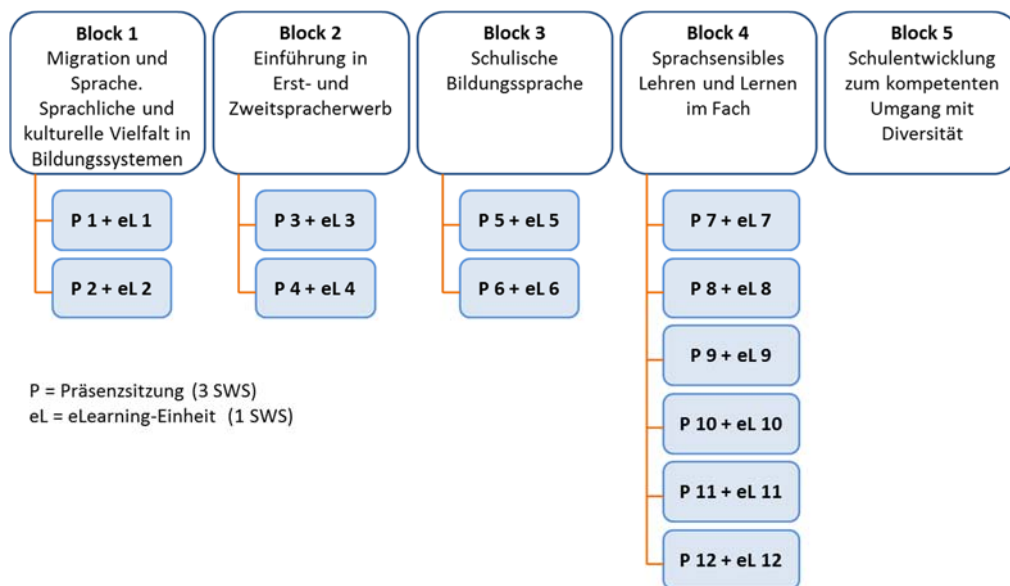 Block 1
Migration und
Sprache.
Sprachliche und
kulturelle Vielfalt in
Bildungssystemen
P 1 + eL 1
P 2 + eL 2
Block 2
Einführung in
Erst- und
Zweitspracherwerb
P 3 + eL 3
P 4 + eL 4
Block 3
Schulische
Bildungssprache
P 5 + eL 5
P 6 + eL 6
Block 4
Sprachsensibles
Lehren und Lernen
im Fach
P 7 + eL 7
P 8 + eL 8
P 9 + eL 9
P 10 + eL 10
P 11 + eL 11
P 12 + eL 12
Block 5
Schulentwicklung
zum kompetenten
Umgang mit
Diversität
P = Präsenzsitzung (3 SWS)
eL = eLearning-Einheit (1 SWS)